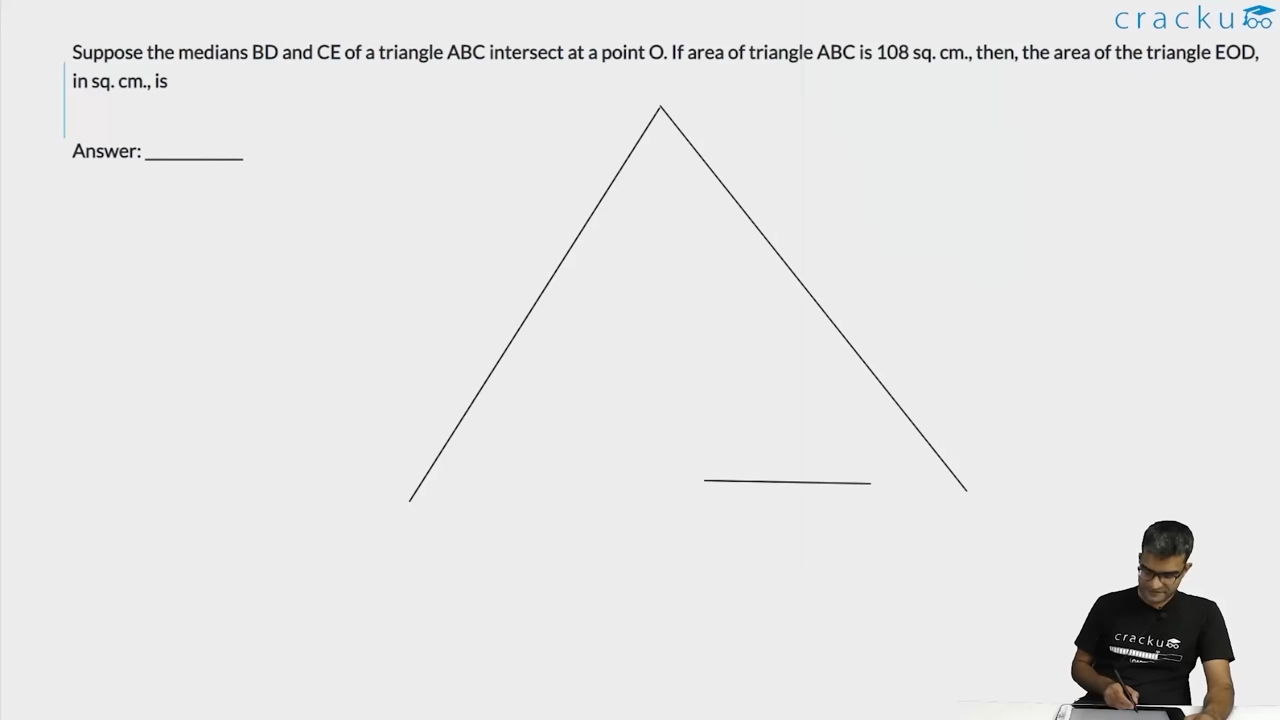 cracku
Suppose the medians BD and CE of a triangle ABC intersect at a point O. If area of triangle ABC is 108 sq. cm., then, the area of the triangle EOD,
in sq. cm., is
Answer: __________
cracku